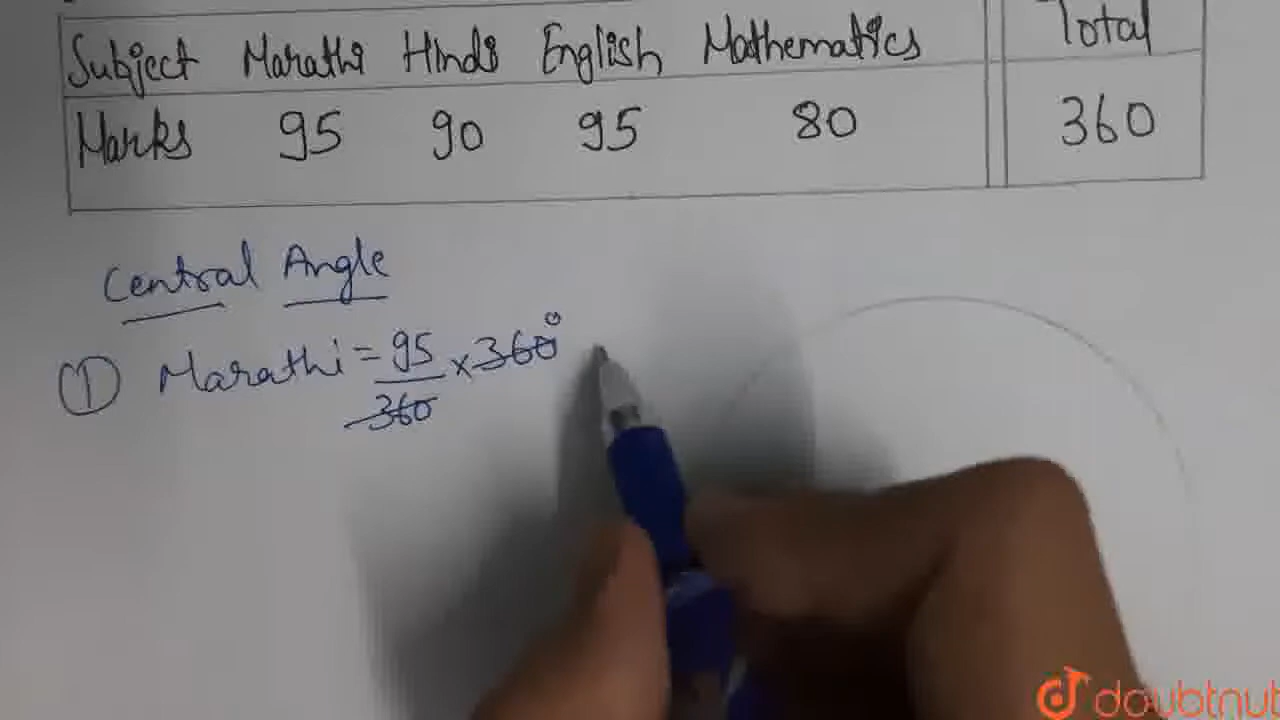 Subject Marathi Hindi English Mathematics Total
Marks 95 90 95 80 360
Central Angle
① Marathi = 95/360 × 360°
doubtnut